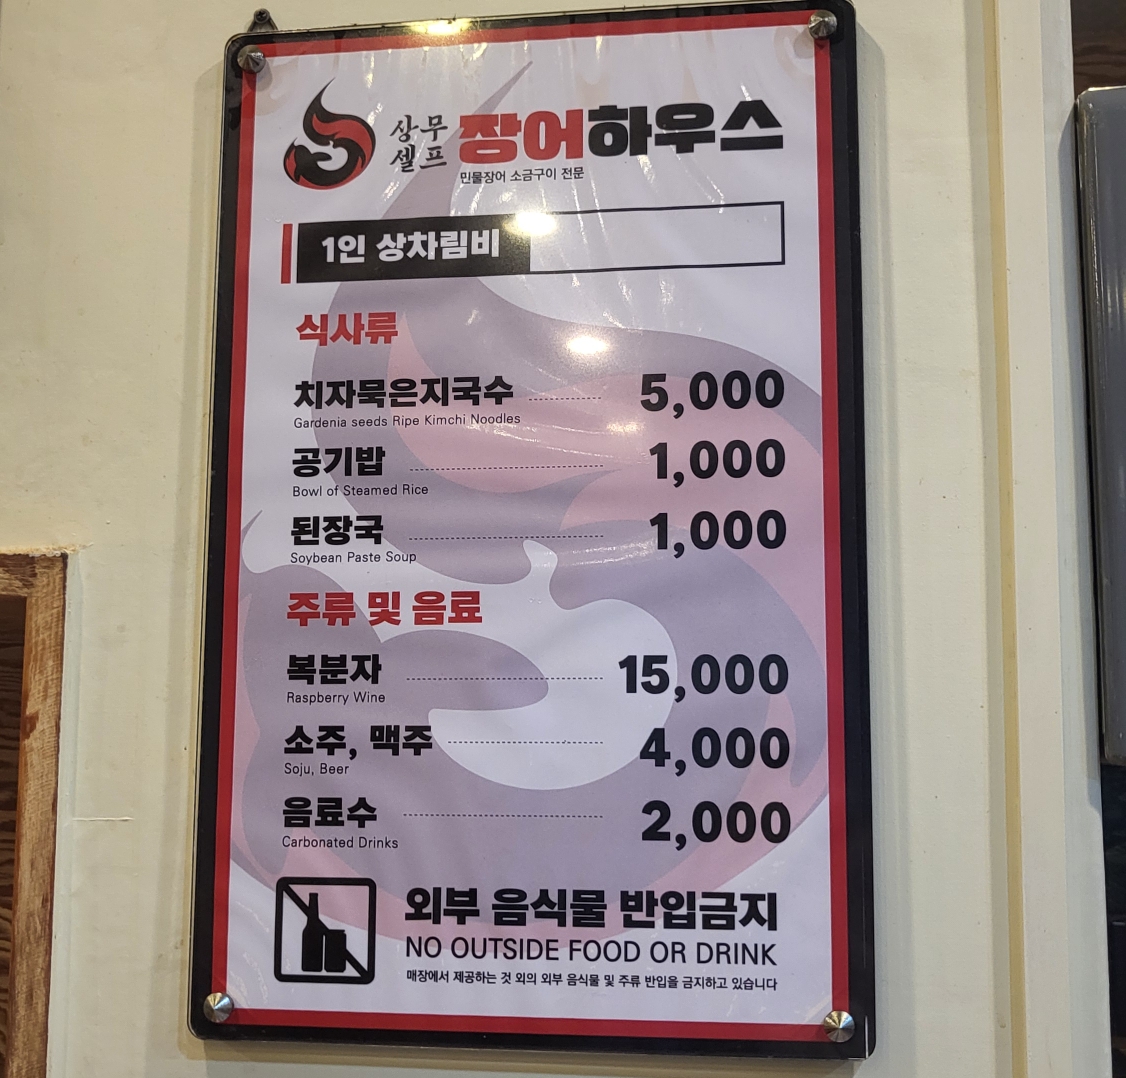 상무
셀프
장어하우스
민물장어 소금구이 전문
1인 상차림비
식사류
치자묵은지국수 5,000
Gardenia seeds Ripe Kimchi Noodles
공기밥 1,000
Bowl of Steamed Rice
된장국 1,000
Soybean Paste Soup
주류 및 음료
복분자 15,000
Raspberry Wine
소주, 맥주 4,000
Soju, Beer
음료수 2,000
Carbonated Drinks
외부 음식물 반입금지
NO OUTSIDE FOOD OR DRINK
매장에서 제공하는 것 외의 외부 음식물 및 주류 반입을 금지하고 있습니다